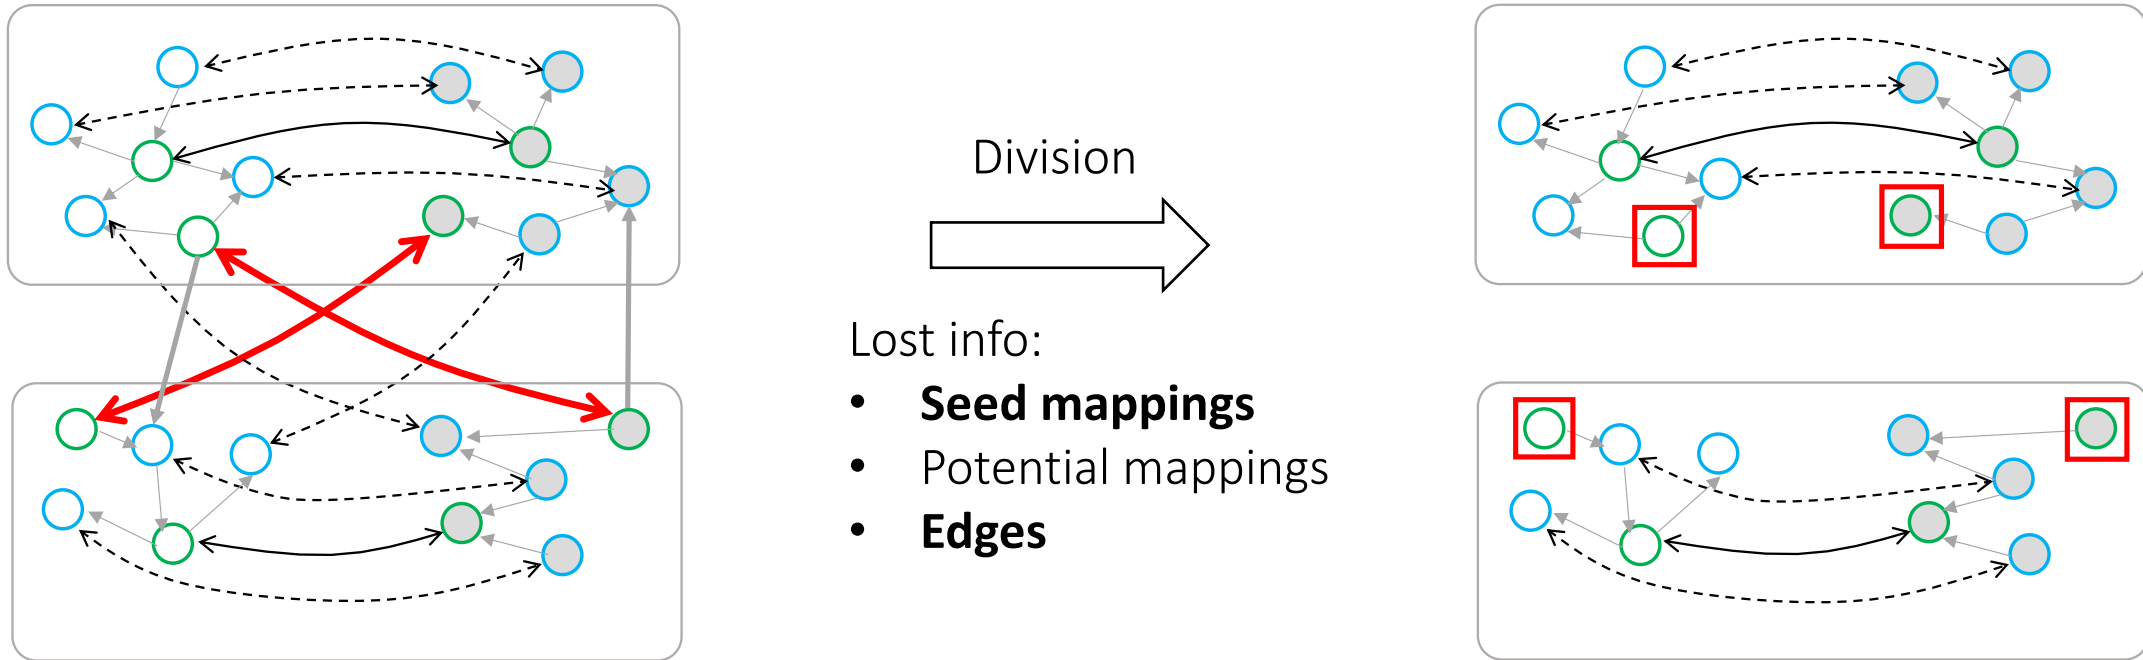 Division
Lost info:
• Seed mappings
• Potential mappings
• Edges